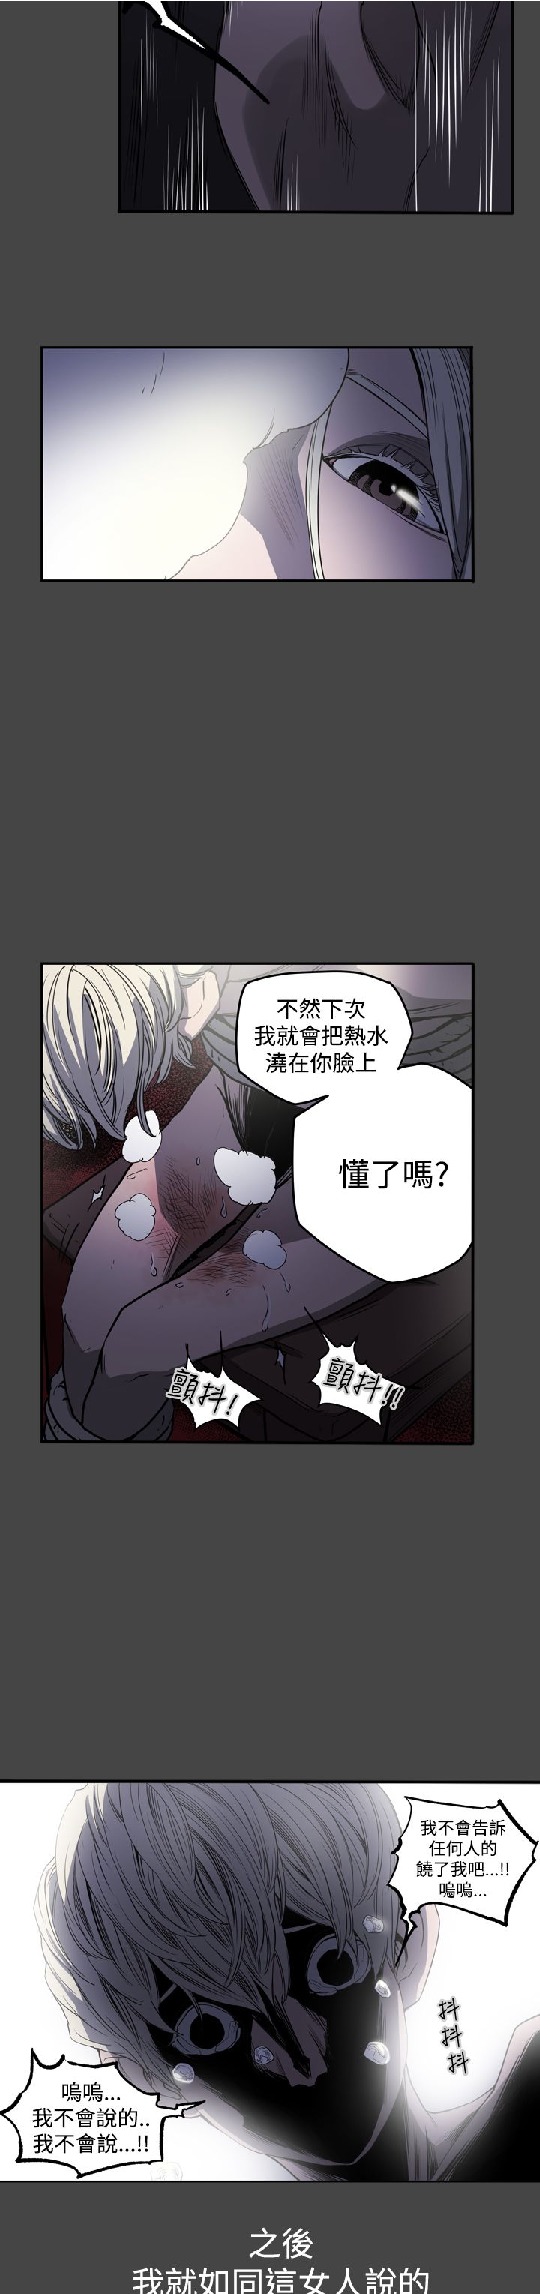 不然下次
我就會把熱水
澆在你臉上
懂了嗎?
顫抖!
顫抖!!
我不會告訴
任何人的
饒了我吧...!!
嗚嗚...
抖
抖
抖
嗚嗚...
我不會說的..
我不會說...!!
之後
我就如同這女人說的